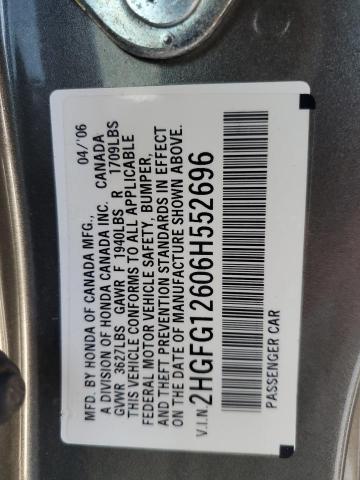 MFD. BY HONDA OF CANADA MFG., 04/'06
A DIVISION OF HONDA CANADA INC. CANADA
GVWR 3627LBS GAWR F 1940LBS R 1709LBS
THIS VEHICLE CONFORMS TO ALL APPLICABLE
FEDERAL MOTOR VEHICLE SAFETY, BUMPER,
AND THEFT PREVENTION STANDARDS IN EFFECT
ON THE DATE OF MANUFACTURE SHOWN ABOVE.
V.I.N. 2HGFG12606H552696
PASSENGER CAR